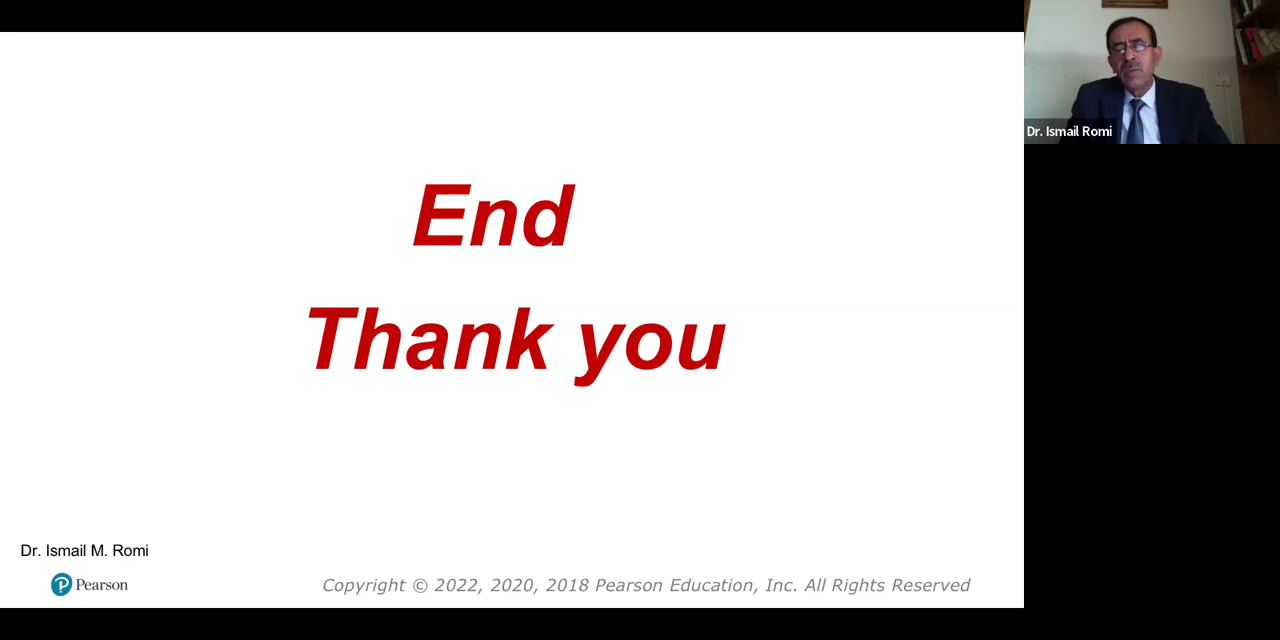 Dr. Ismail Romi
End
Thank you
Dr. Ismail M. Romi
Pearson
Copyright © 2022, 2020, 2018 Pearson Education, Inc. All Rights Reserved